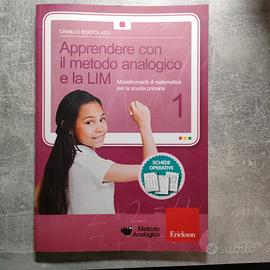 CAMILLO BORTOLATO
Apprendere con
il metodo analogico
e la LIM
Maxistrumenti di matematica
per la scuola primaria
1
SCHEDE
OPERATIVE
Metodo
Analogico
Erickson
subito